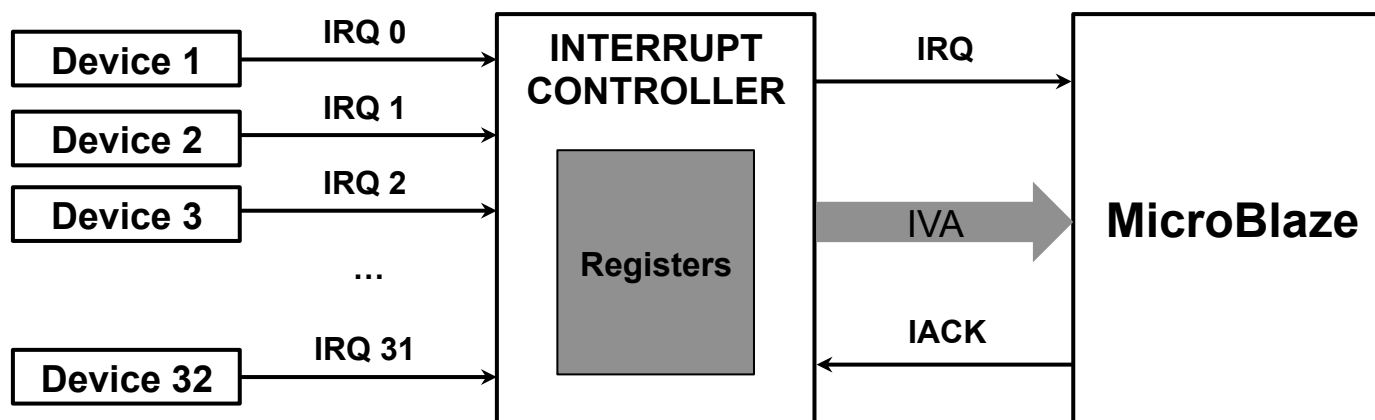 Device 1
IRQ 0
Device 2
IRQ 1
Device 3
IRQ 2
...
Device 32
IRQ 31
INTERRUPT
CONTROLLER
Registers
IRQ
IVA
IACK
MicroBlaze